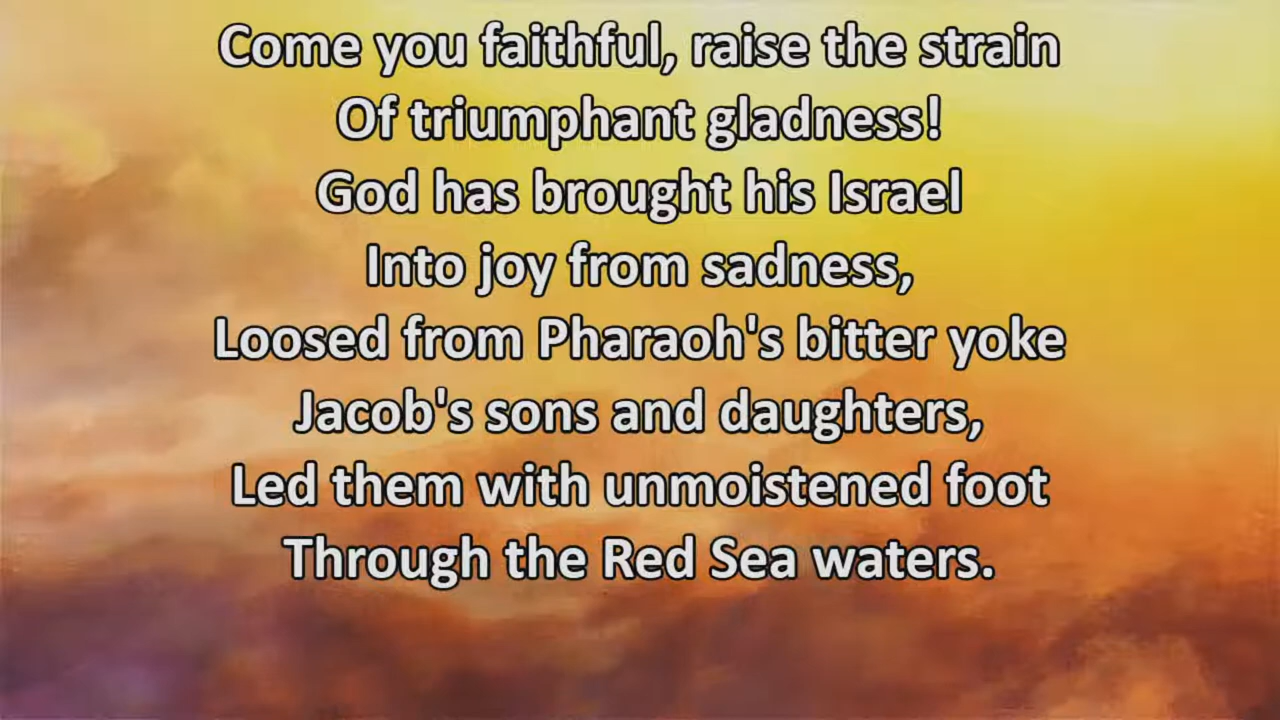 Come you faithful, raise the strain
Of triumphant gladness!
God has brought his Israel
Into joy from sadness,
Loosed from Pharaoh's bitter yoke
Jacob's sons and daughters,
Led them with unmoistened foot
Through the Red Sea waters.